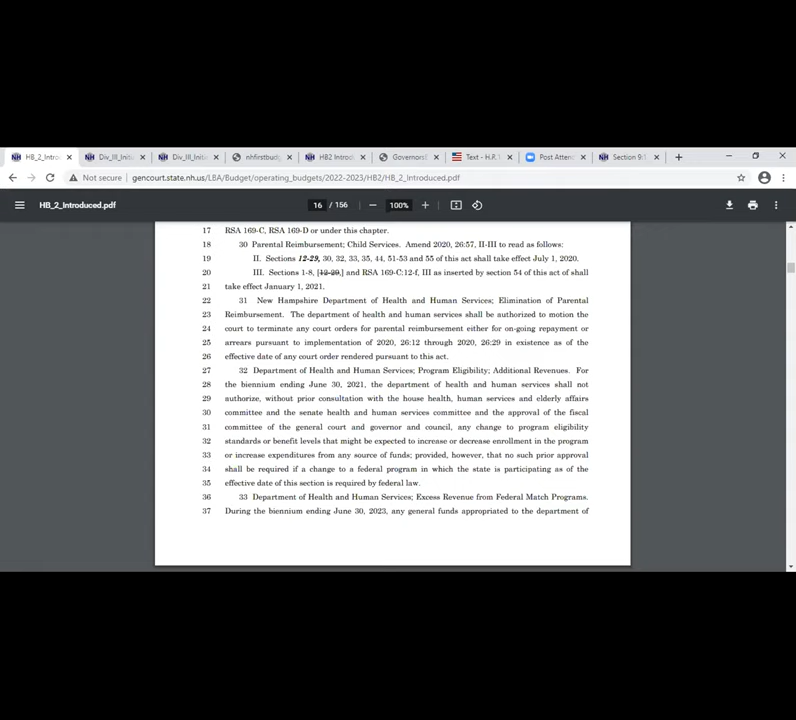 HB_2_Introd
Div_III_Initia
Div_III_Initia
nhfirstbudg
HB2 Introd
GovernorsE
Text - H.R.1
Post Attend
Section 9:1
Not secure | gencourt.state.nh.us/LBA/Budget/operating_budgets/2022-2023/HB2/HB_2_Introduced.pdf
HB_2_Introduced.pdf
16 / 156
100%
17 RSA 169-C, RSA 169-D or under this chapter.
18 30 Parental Reimbursement; Child Services. Amend 2020, 26:57, II-III to read as follows:
19 II. Sections 12-29, 30, 32, 33, 35, 44, 51-53 and 55 of this act shall take effect July 1, 2020.
20 III. Sections 1-8, [12-29,] and RSA 169-C:12-f, III as inserted by section 54 of this act of shall
21 take effect January 1, 2021.
22 31 New Hampshire Department of Health and Human Services; Elimination of Parental
23 Reimbursement. The department of health and human services shall be authorized to motion the
24 court to terminate any court orders for parental reimbursement either for on-going repayment or
25 arrears pursuant to implementation of 2020, 26:12 through 2020, 26:29 in existence as of the
26 effective date of any court order rendered pursuant to this act.
27 32 Department of Health and Human Services; Program Eligibility; Additional Revenues. For
28 the biennium ending June 30, 2021, the department of health and human services shall not
29 authorize, without prior consultation with the house health, human services and elderly affairs
30 committee and the senate health and human services committee and the approval of the fiscal
31 committee of the general court and governor and council, any change to program eligibility
32 standards or benefit levels that might be expected to increase or decrease enrollment in the program
33 or increase expenditures from any source of funds; provided, however, that no such prior approval
34 shall be required if a change to a federal program in which the state is participating as of the
35 effective date of this section is required by federal law.
36 33 Department of Health and Human Services; Excess Revenue from Federal Match Programs.
37 During the biennium ending June 30, 2023, any general funds appropriated to the department of